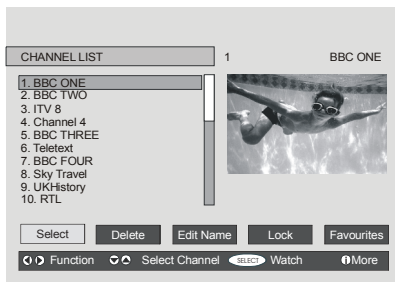 CHANNEL LIST
1 BBC ONE
1. BBC ONE
2. BBC TWO
3. ITV 8
4. Channel 4
5. BBC THREE
6. Teletext
7. BBC FOUR
8. Sky Travel
9. UKHistory
10. RTL
Select Delete Edit Name Lock Favourites
Function Select Channel SELECT Watch i More